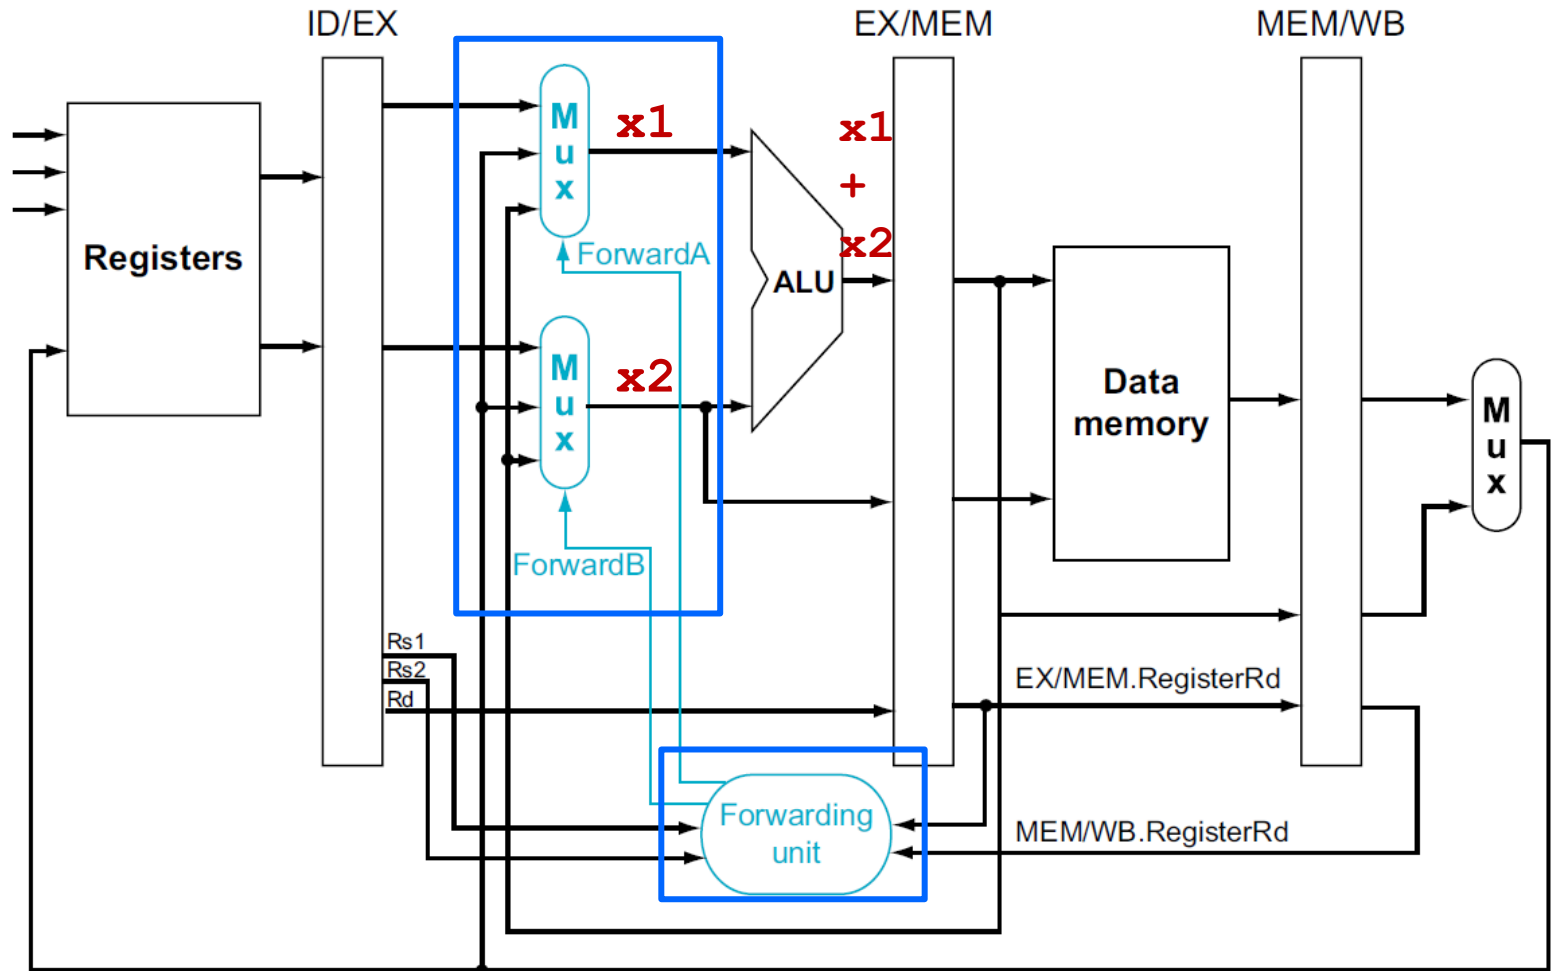 ID/EX
EX/MEM
MEM/WB
Registers
M
u
x
x1
ForwardA
M
u
x
x2
ForwardB
x1
+
x2
ALU
Data
memory
M
u
x
Rs1
Rs2
Rd
EX/MEM.RegisterRd
Forwarding
unit
MEM/WB.RegisterRd